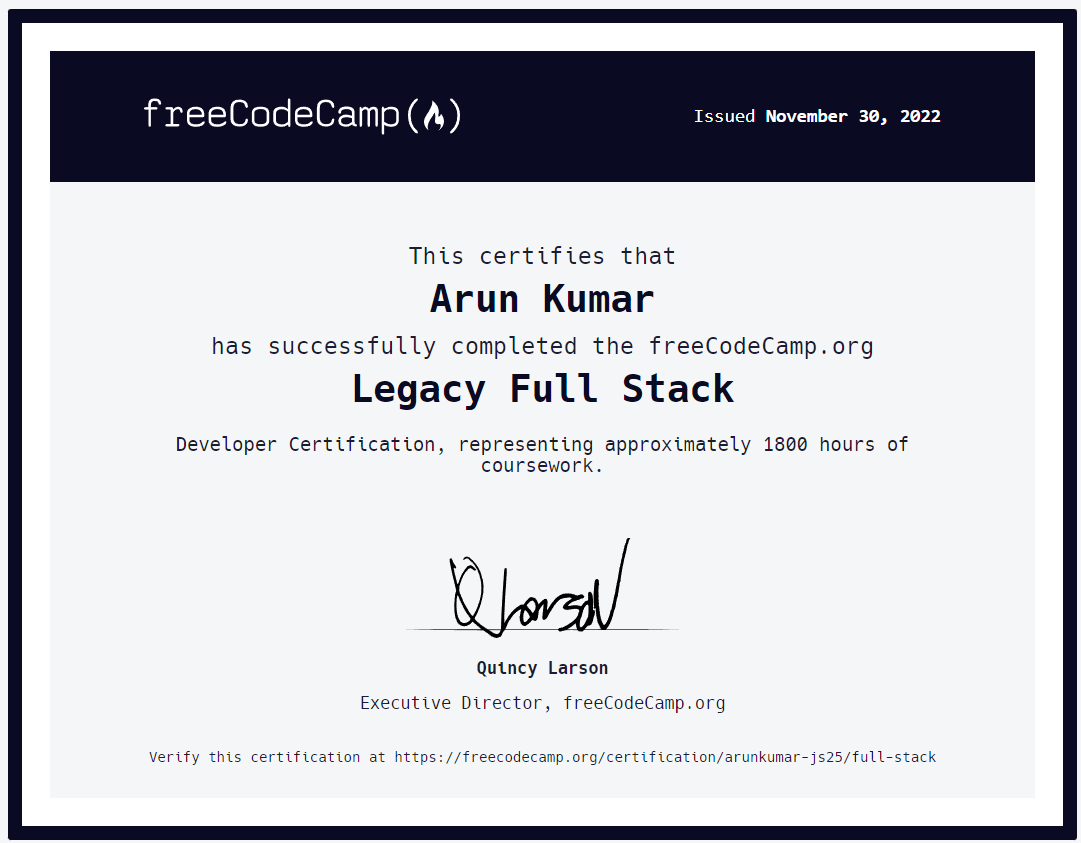 freeCodeCamp(🔥)
Issued November 30, 2022
This certifies that
Arun Kumar
has successfully completed the freeCodeCamp.org
Legacy Full Stack
Developer Certification, representing approximately 1800 hours of
coursework.
Q Larson
Quincy Larson
Executive Director, freeCodeCamp.org
Verify this certification at https://freecodecamp.org/certification/arunkumar-js25/full-stack